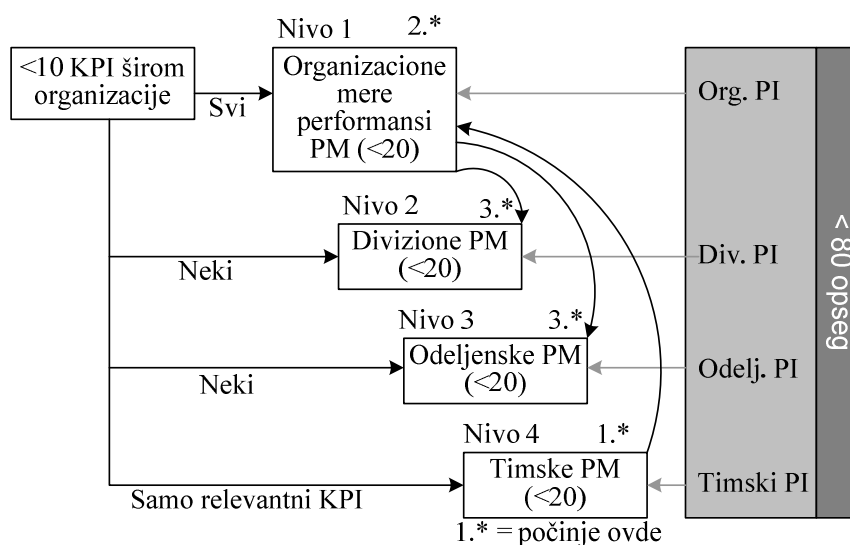 Nivo 1 2.*
<10 KPI širom
organizacije
Svi
Organizacione
mere
performansi
PM (<20)
Org. PI
Nivo 2 3.*
Divizione PM
(<20)
Neki
Div. PI
< 80 opseg
Nivo 3 3.*
Odeljenske PM
(<20)
Neki
Odelj. PI
Nivo 4 1.*
Timske PM
(<20)
Samo relevantni KPI
Timski PI
1.* = počinje ovde